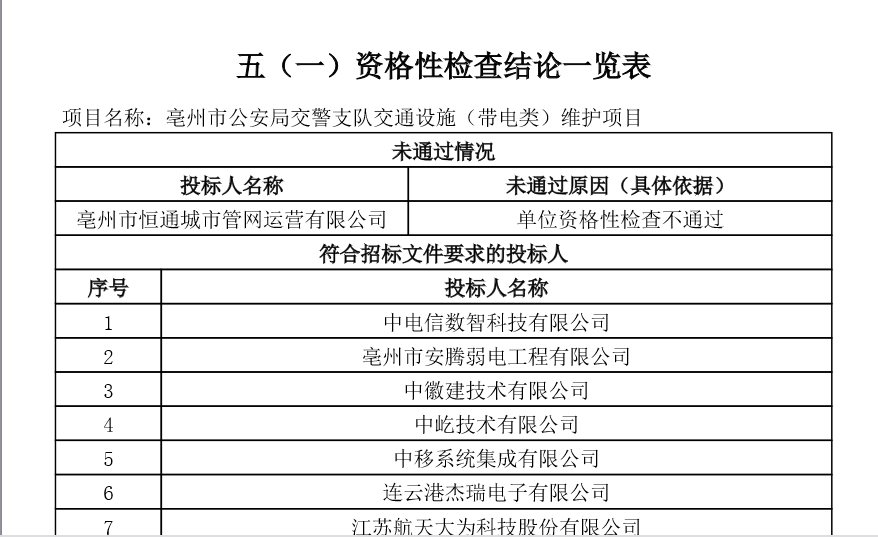 五（一）资格性检查结论一览表
项目名称：亳州市公安局交警支队交通设施（带电类）维护项目
未通过情况
投标人名称 未通过原因（具体依据）
亳州市恒通城市管网运营有限公司 单位资格性检查不通过
符合招标文件要求的投标人
序号 投标人名称
1 中电信数智科技有限公司
2 亳州市安腾弱电工程有限公司
3 中徽建技术有限公司
4 中屹技术有限公司
5 中移系统集成有限公司
6 连云港杰瑞电子有限公司
7 江苏航天大为科技股份有限公司